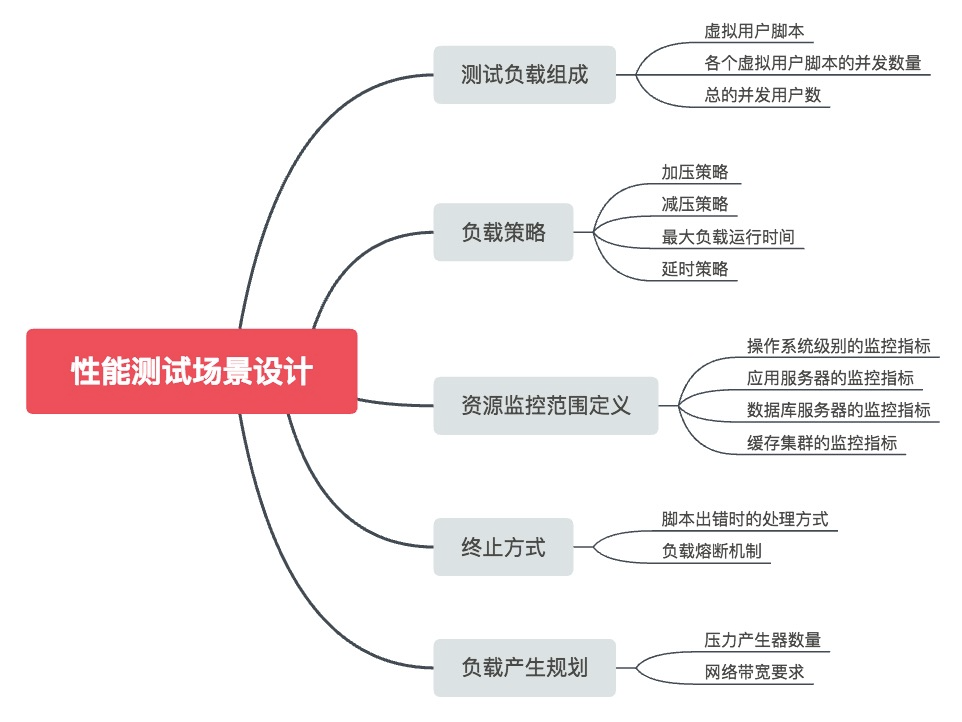 性能测试场景设计
测试负载组成
虚拟用户脚本
各个虚拟用户脚本的并发数量
总的并发用户数
负载策略
加压策略
减压策略
最大负载运行时间
延时策略
资源监控范围定义
操作系统级别的监控指标
应用服务器的监控指标
数据库服务器的监控指标
缓存集群的监控指标
终止方式
脚本出错时的处理方式
负载熔断机制
负载产生规划
压力产生器数量
网络带宽要求